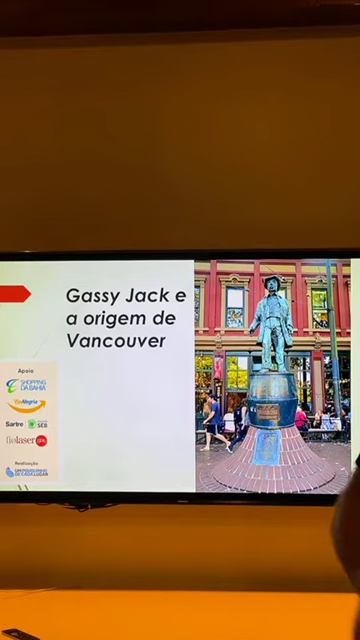 Gassy Jack e
a origem de
Vancouver
Apoio
SHOPPING
DA BAHIA
Sartre
SEB
Realização